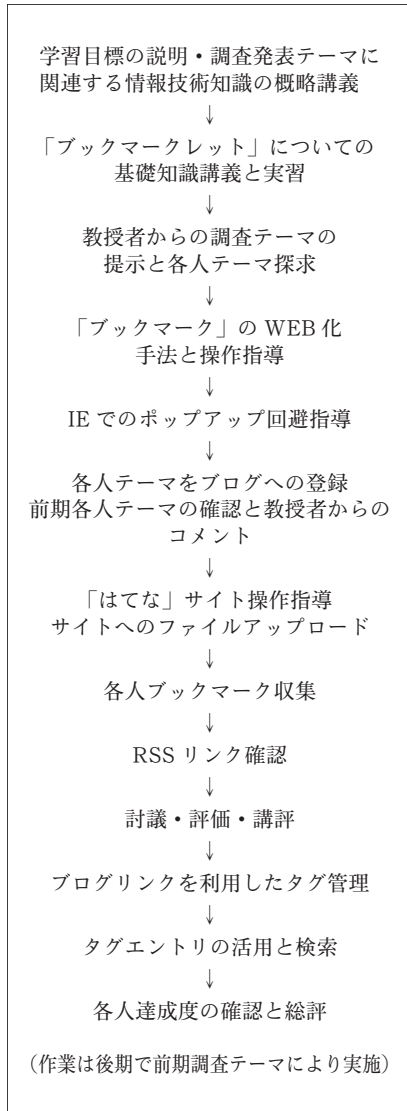 学習目標の説明・調査発表テーマに
関連する情報技術知識の概略講義
↓
「ブックマークレット」についての
基礎知識講義と実習
↓
教授者からの調査テーマの
提示と各人テーマ探求
↓
「ブックマーク」の WEB 化
手法と操作指導
↓
IE でのポップアップ回避指導
↓
各人テーマをブログへの登録
前期各人テーマの確認と教授者からの
コメント
↓
「はてな」サイト操作指導
サイトへのファイルアップロード
↓
各人ブックマーク収集
↓
RSS リンク確認
↓
討議・評価・講評
↓
ブログリンクを利用したタグ管理
↓
タグエントリの活用と検索
↓
各人達成度の確認と総評
（作業は後期で前期調査テーマにより実施）